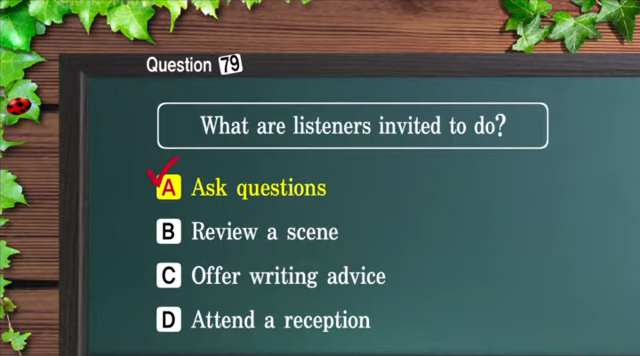 Question 79
What are listeners invited to do?
A Ask questions
B Review a scene
C Offer writing advice
D Attend a reception